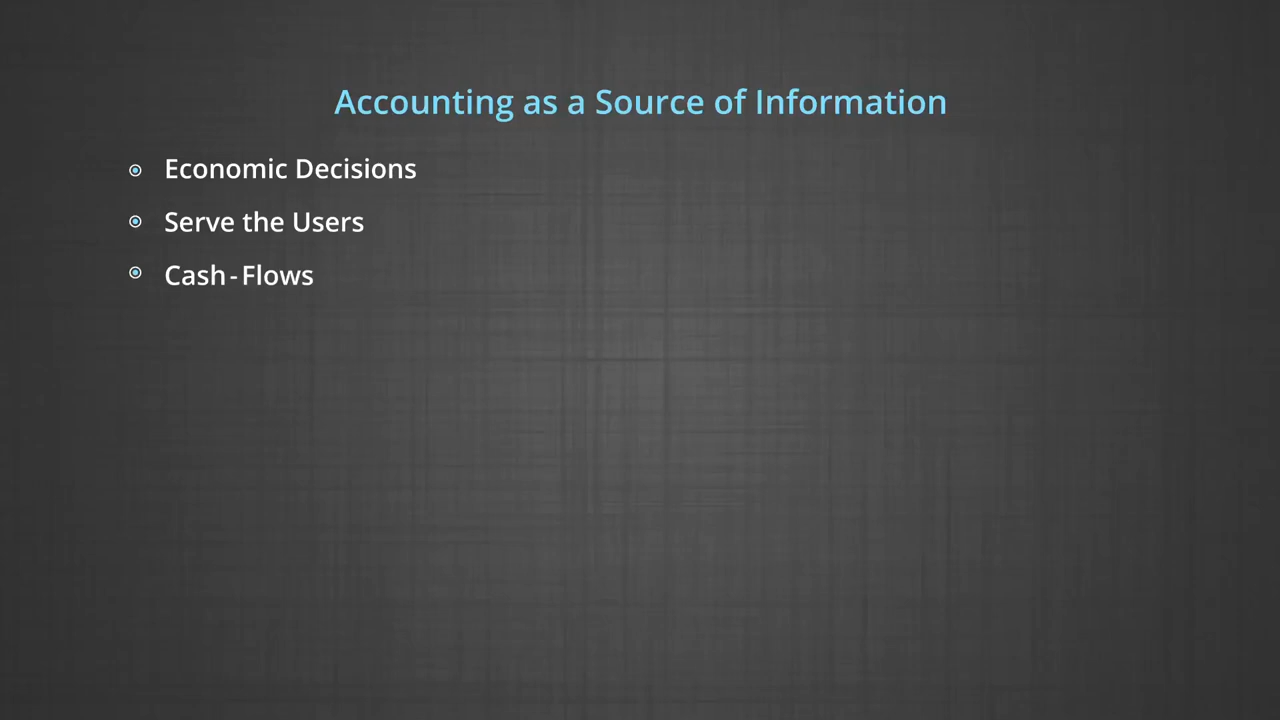 Accounting as a Source of Information
Economic Decisions
Serve the Users
Cash-Flows